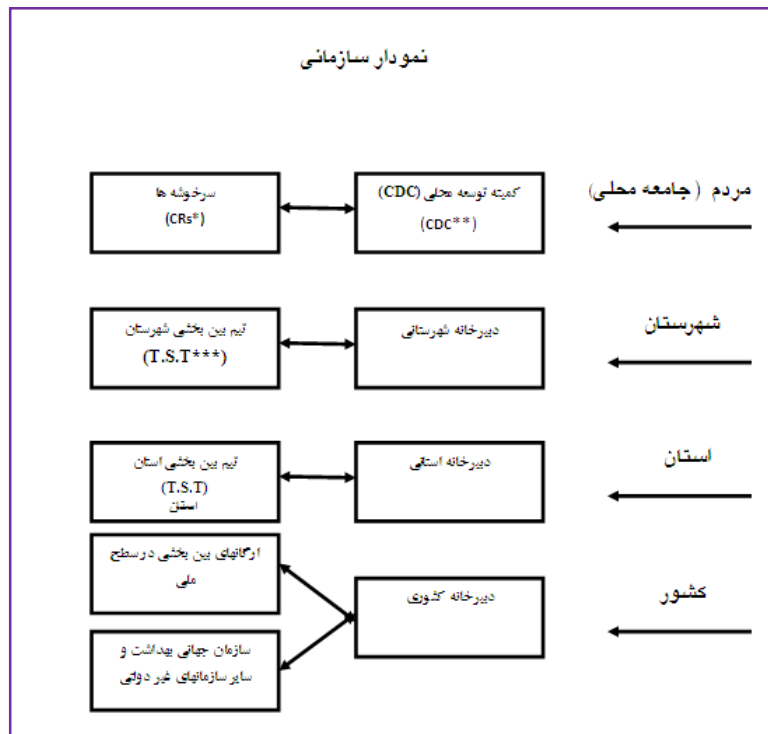 نمودار سازمانی
مردم (جامعه محلی)
کمیته توسعه محلی (CDC)
(CDC**)
سرخوشه ها
(CRs*)
شهرستان
دبیرخانه شهرستانی
تیم بین بخشی شهرستان
(T.S.T***)
استان
دبیرخانه استانی
تیم بین بخشی استان
(T.S.T)
استان
کشور
دبیرخانه کشوری
ارگانهای بین بخشی در سطح
ملی
سازمان جهانی بهداشت و
سایر سازمانهای غیر دولتی